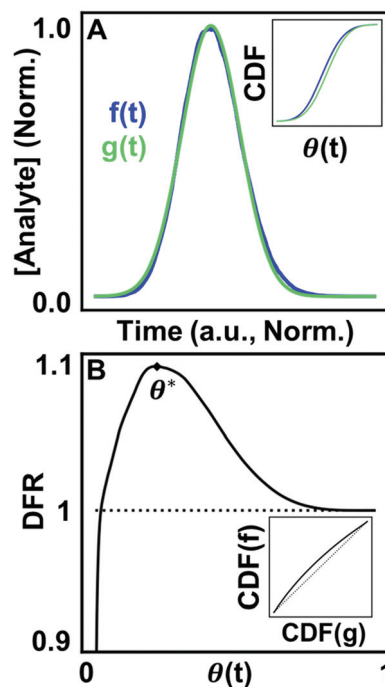 A
1.0
f(t)
g(t)
[Analyte] (Norm.)
0.0
Time (a.u., Norm.)
CDF
θ(t)
B
1.1
θ*
DFR
1
0.9
0
θ(t)
1
CDF(f)
CDF(g)